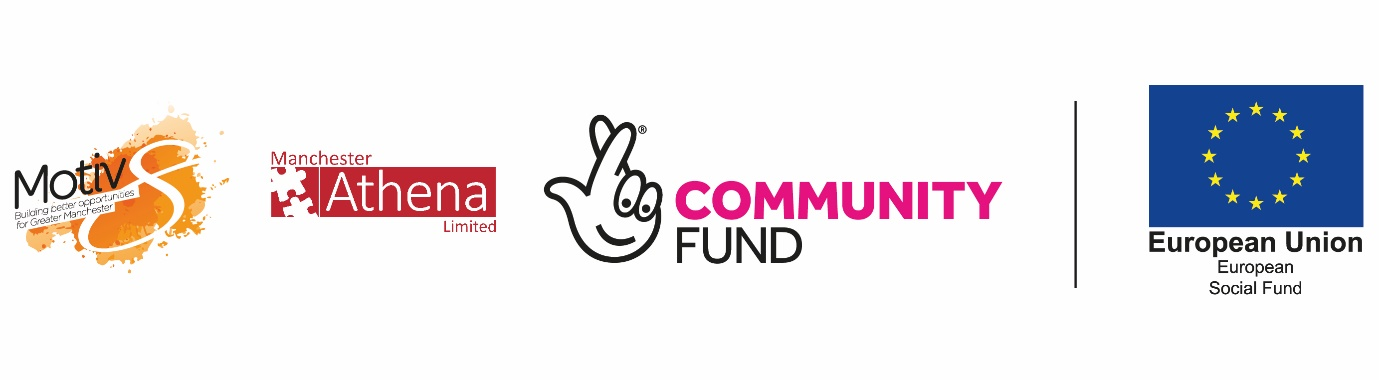 Motiv8
Building better opportunities
for Greater Manchester
Manchester
Athena
Limited
®
COMMUNITY
FUND
European Union
European
Social Fund